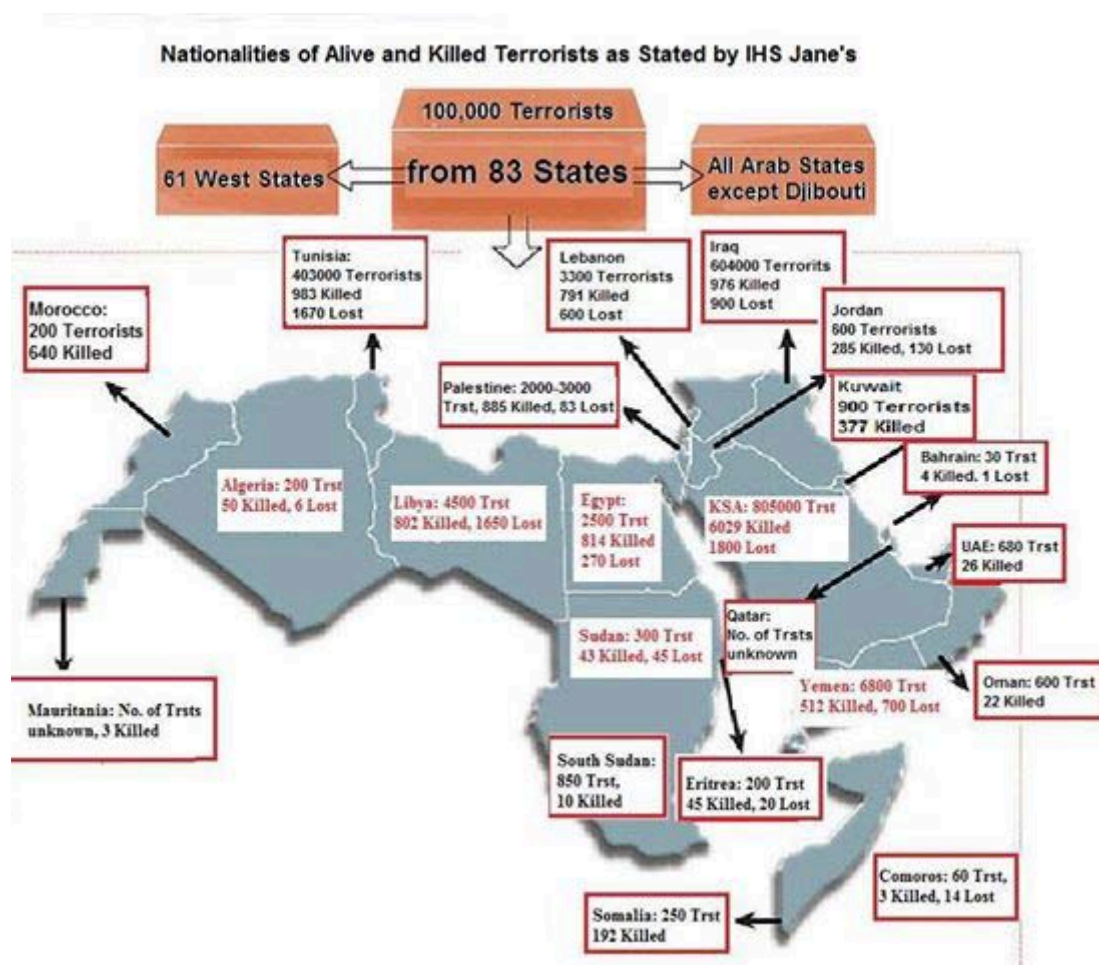 Nationalities of Alive and Killed Terrorists as Stated by IHS Jane's
100,000 Terrorists
from 83 States
61 West States
All Arab States
except Djibouti
Morocco:
200 Terrorists
640 Killed
Tunisia:
403000 Terrorists
983 Killed
1670 Lost
Lebanon
3300 Terrorists
791 Killed
600 Lost
Iraq
604000 Terrorits
976 Killed
900 Lost
Jordan
600 Terrorists
285 Killed, 130 Lost
Palestine: 2000-3000
Trst, 885 Killed, 83 Lost
Kuwait
900 Terrorists
377 Killed
Bahrain: 30 Trst
4 Killed. 1 Lost
Algeria: 200 Trst
50 Killed, 6 Lost
Libya: 4500 Trst
802 Killed, 1650 Lost
Egypt:
2500 Trst
814 Killed
270 Lost
KSA: 805000 Trst
6029 Killed
1800 Lost
UAE: 680 Trst
26 Killed
Sudan: 300 Trst
43 Killed, 45 Lost
Qatar:
No. of Trsts
unknown
Yemen: 6800 Trst
512 Killed, 700 Lost
Oman: 600 Trst
22 Killed
Mauritania: No. of Trsts
unknown, 3 Killed
South Sudan:
850 Trst,
10 Killed
Eritrea: 200 Trst
45 Killed, 20 Lost
Comoros: 60 Trst,
3 Killed, 14 Lost
Somalia: 250 Trst
192 Killed